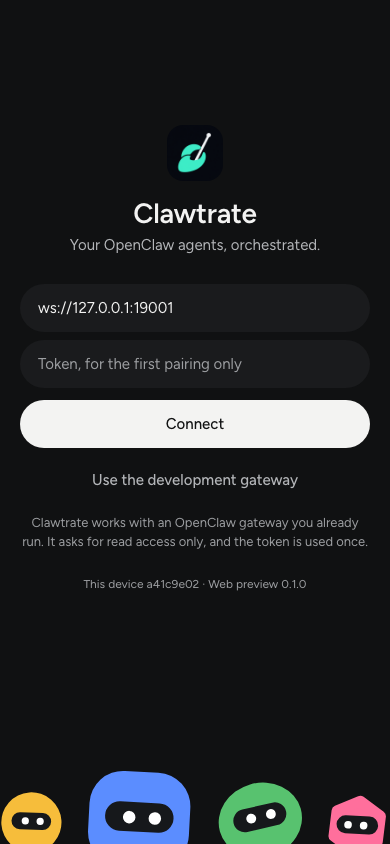 Clawtrate
Your OpenClaw agents, orchestrated.
ws://127.0.0.1:19001
Token, for the first pairing only
Connect
Use the development gateway
Clawtrate works with an OpenClaw gateway you already
run. It asks for read access only, and the token is used once.
This device a41c9e02 · Web preview 0.1.0